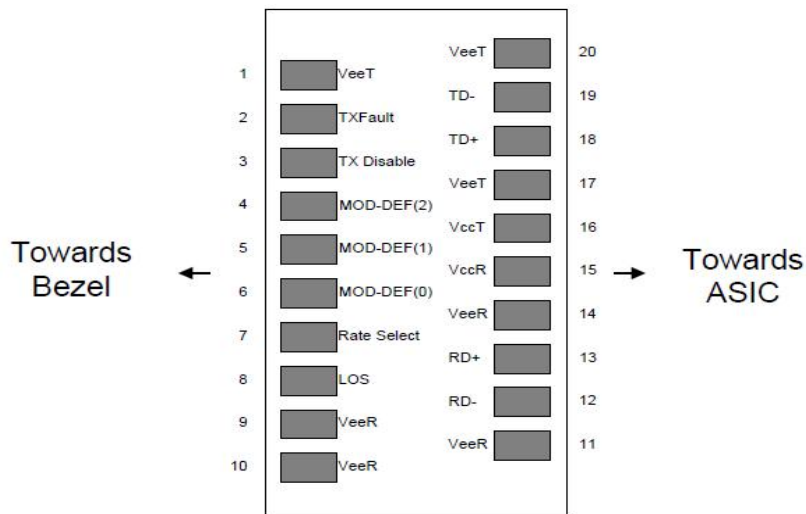 VeeT 20
1 VeeT
TD- 19
2 TXFault
TD+ 18
3 TX Disable
VeeT 17
4 MOD-DEF(2)
VccT 16
5 MOD-DEF(1)
Towards
Bezel
VccR 15
Towards
ASIC
6 MOD-DEF(0)
VeeR 14
7 Rate Select
RD+ 13
8 LOS
RD- 12
9 VeeR
VeeR 11
10 VeeR